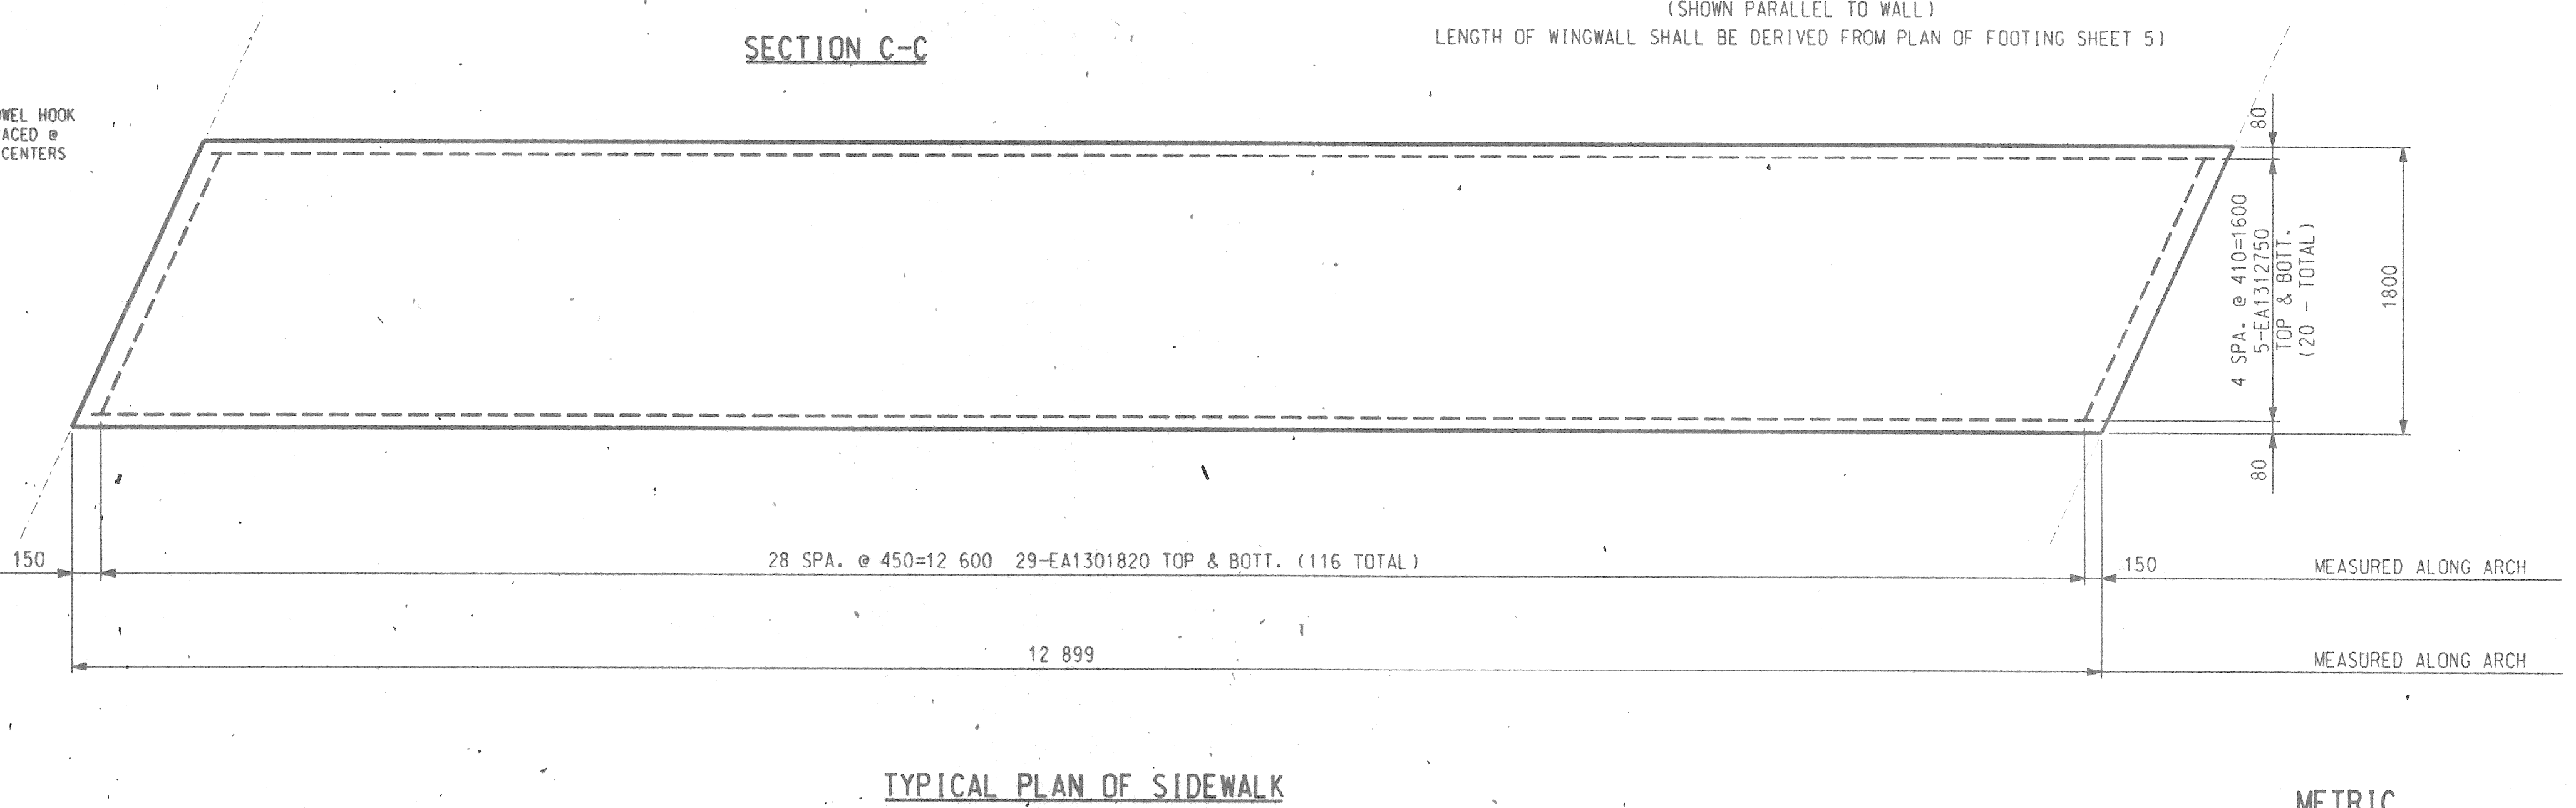 (SHOWN PARALLEL TO WALL)
SECTION C-C
LENGTH OF WINGWALL SHALL BE DERIVED FROM PLAN OF FOOTING SHEET 5)
HOOK
@
CENTERS
80
4 SPA. @ 410=1600
5-EA1312750
TOP & BOTT.
(20 - TOTAL)
1800
80
150
28 SPA. @ 450=12 600 29-EA1301820 TOP & BOTT. (116 TOTAL)
150
MEASURED ALONG ARCH
12 899
MEASURED ALONG ARCH
TYPICAL PLAN OF SIDEWALK
METRIC